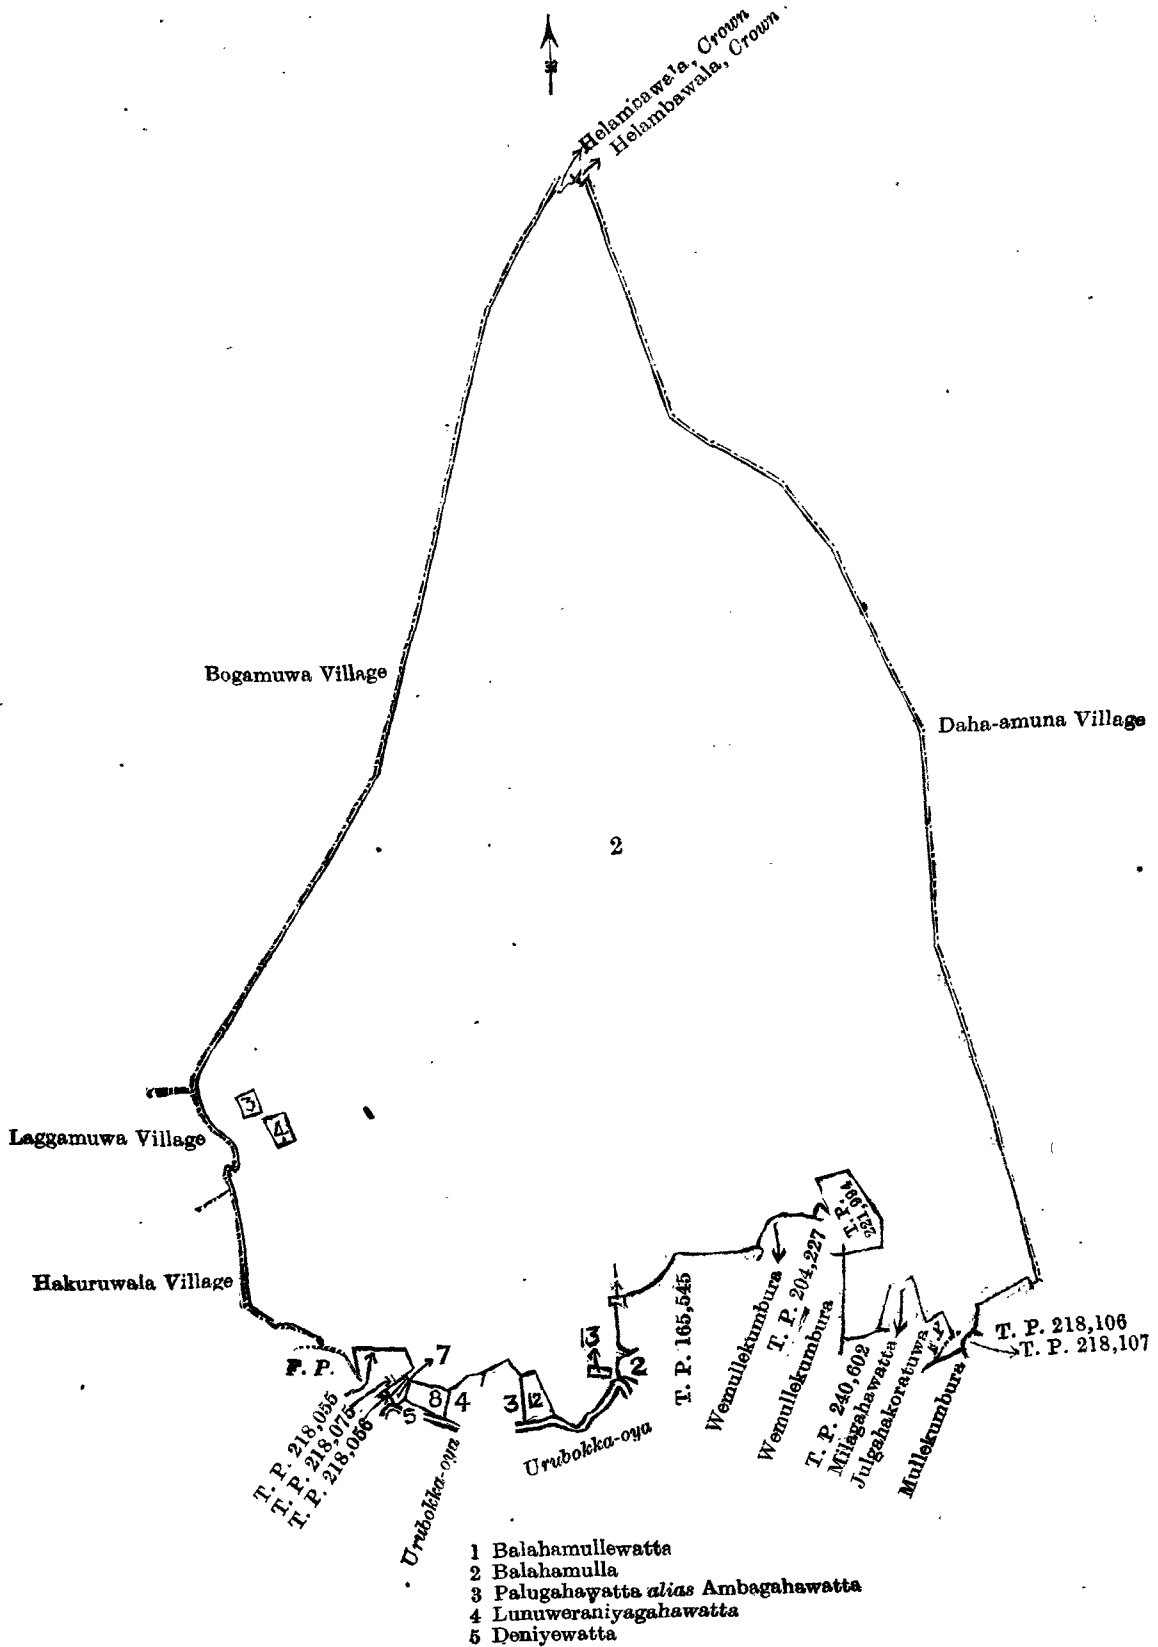 Helambawala, Crown
Helambawala, Crown
Bogamuwa Village
Daha-amuna Village
2
3
4
Laggamuwa Village
Hakuruwala Village
T. P.
221,994
T. P. 165,545
Wemullekumbura
T. P. 204,227
Wemullekumbura
T. P. 240,602
Milagahawatta
Julgahakoratuwa
Mullekumbura
T. P. 218,106
T. P. 218,107
P. P.
T. P. 218,055
T. P. 218,075
T. P. 218,056
7
5
8
4
3
12
13
1
2
Urubokka-oya
Urubokka-oya
1 Balahamullewatta
2 Balahamulla
3 Palugahawatta alias Ambagahawatta
4 Lunuweraniyagahawatta
5 Deniyewatta